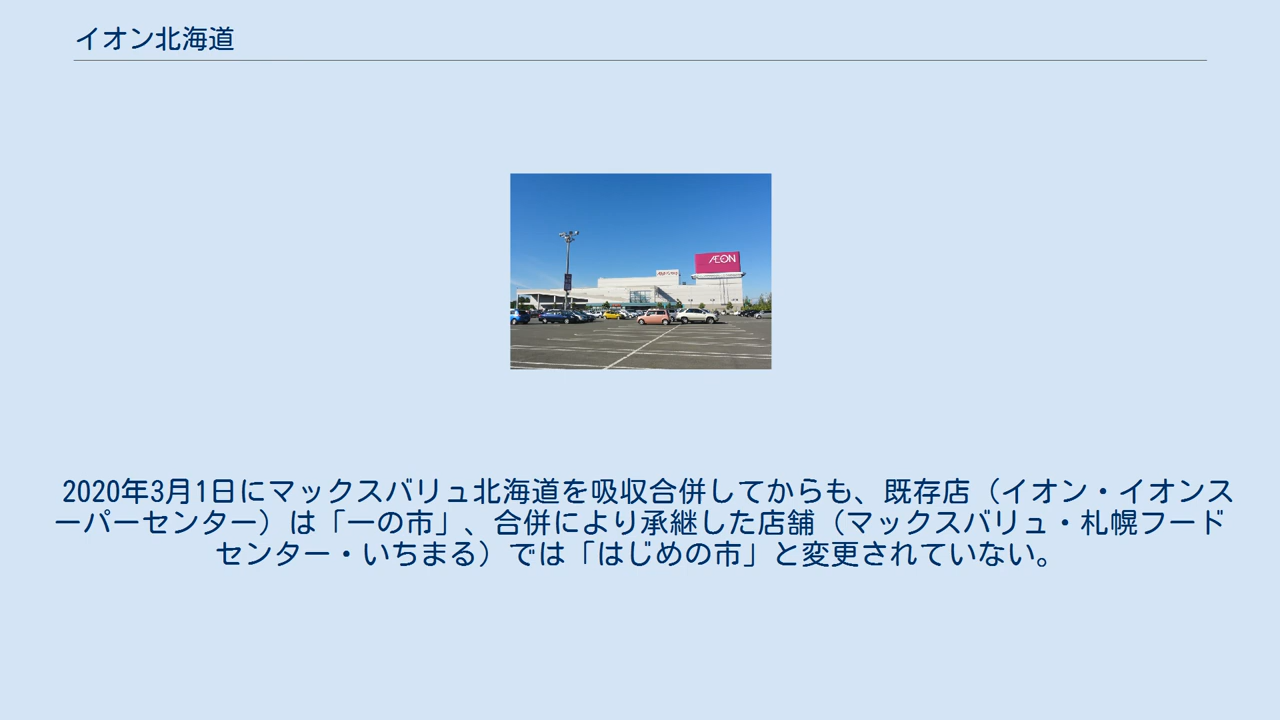 イオン北海道
ÆON
2020年3月1日にマックスバリュ北海道を吸収合併してからも、既存店（イオン・イオンス
ーパーセンター）は「一の市」、合併により承継した店舗（マックスバリュ・札幌フード
センター・いちまる）では「はじめの市」と変更されていない。